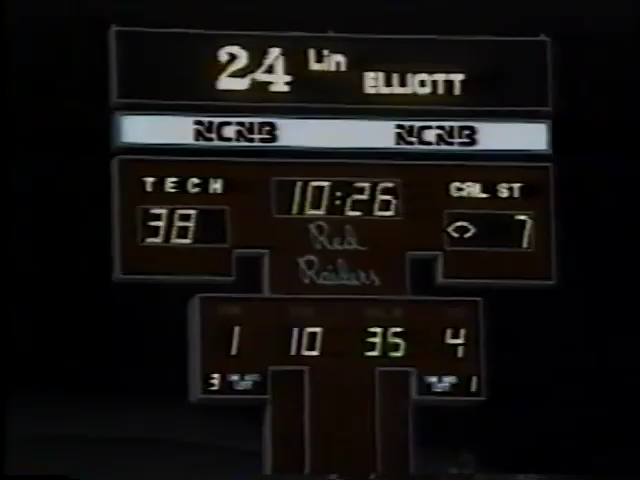 24 Lin ELLIOTT
NCNB NCNB
TECH 10:26 CAL ST
38 7
Red
Raiders
1 10 35 4
3 1